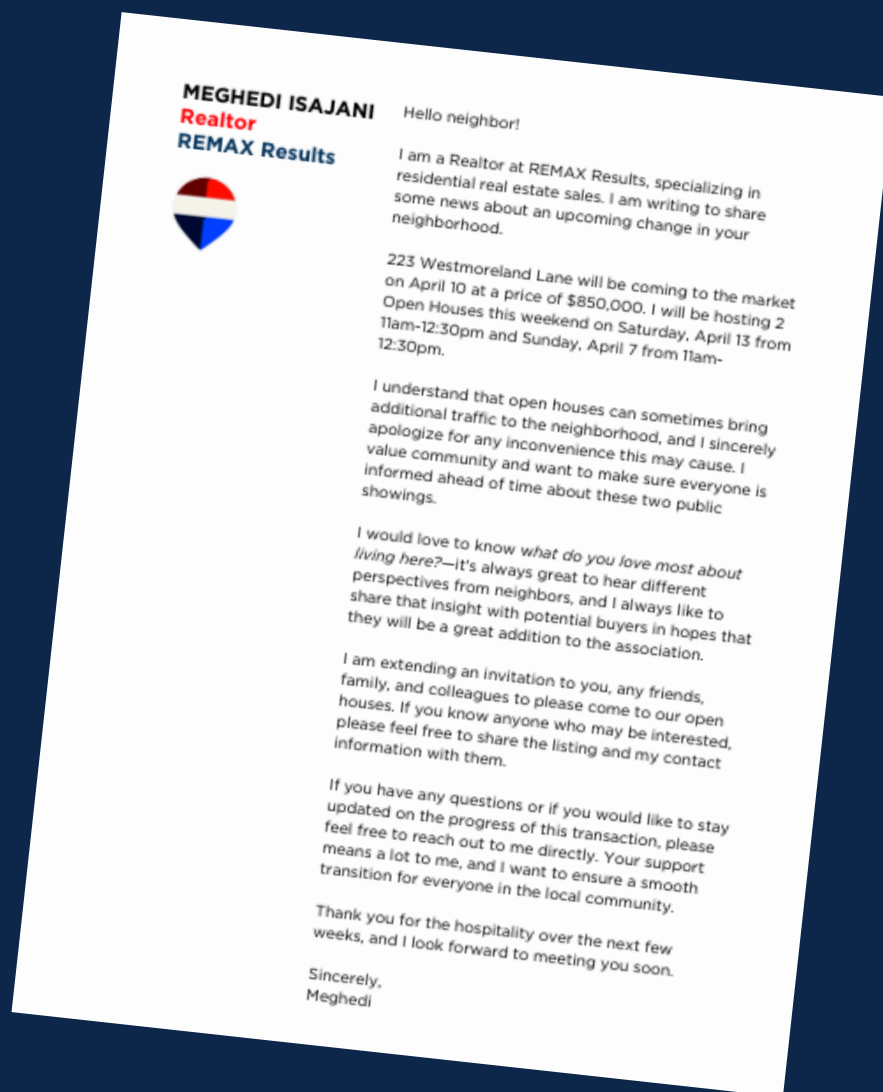 MEGHEDI ISAJANI
Realtor
REMAX Results
Hello neighbor!
I am a Realtor at REMAX Results, specializing in
residential real estate sales. I am writing to share
some news about an upcoming change in your
neighborhood.
223 Westmoreland Lane will be coming to the market
on April 10 at a price of $850,000. I will be hosting 2
Open Houses this weekend on Saturday, April 13 from
11am-12:30pm and Sunday, April 7 from 11am-
12:30pm.
I understand that open houses can sometimes bring
additional traffic to the neighborhood, and I sincerely
apologize for any inconvenience this may cause. I
value community and want to make sure everyone is
informed ahead of time about these two public
showings.
I would love to know what do you love most about
living here?—it's always great to hear different
perspectives from neighbors, and I always like to
share that insight with potential buyers in hopes that
they will be a great addition to the association.
I am extending an invitation to you, any friends,
family, and colleagues to please come to our open
houses. If you know anyone who may be interested,
please feel free to share the listing and my contact
information with them.
If you have any questions or if you would like to stay
updated on the progress of this transaction, please
feel free to reach out to me directly. Your support
means a lot to me, and I want to ensure a smooth
transition for everyone in the local community.
Thank you for the hospitality over the next few
weeks, and I look forward to meeting you soon.
Sincerely,
Meghedi